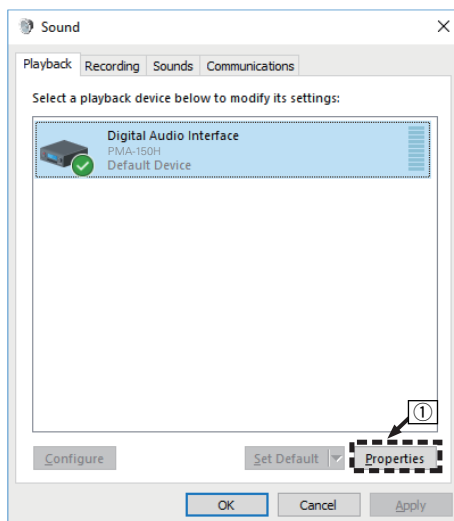 Sound
Playback Recording Sounds Communications
Select a playback device below to modify its settings:
Digital Audio Interface
PMA-150H
Default Device
①
Configure Set Default Properties
OK Cancel Apply